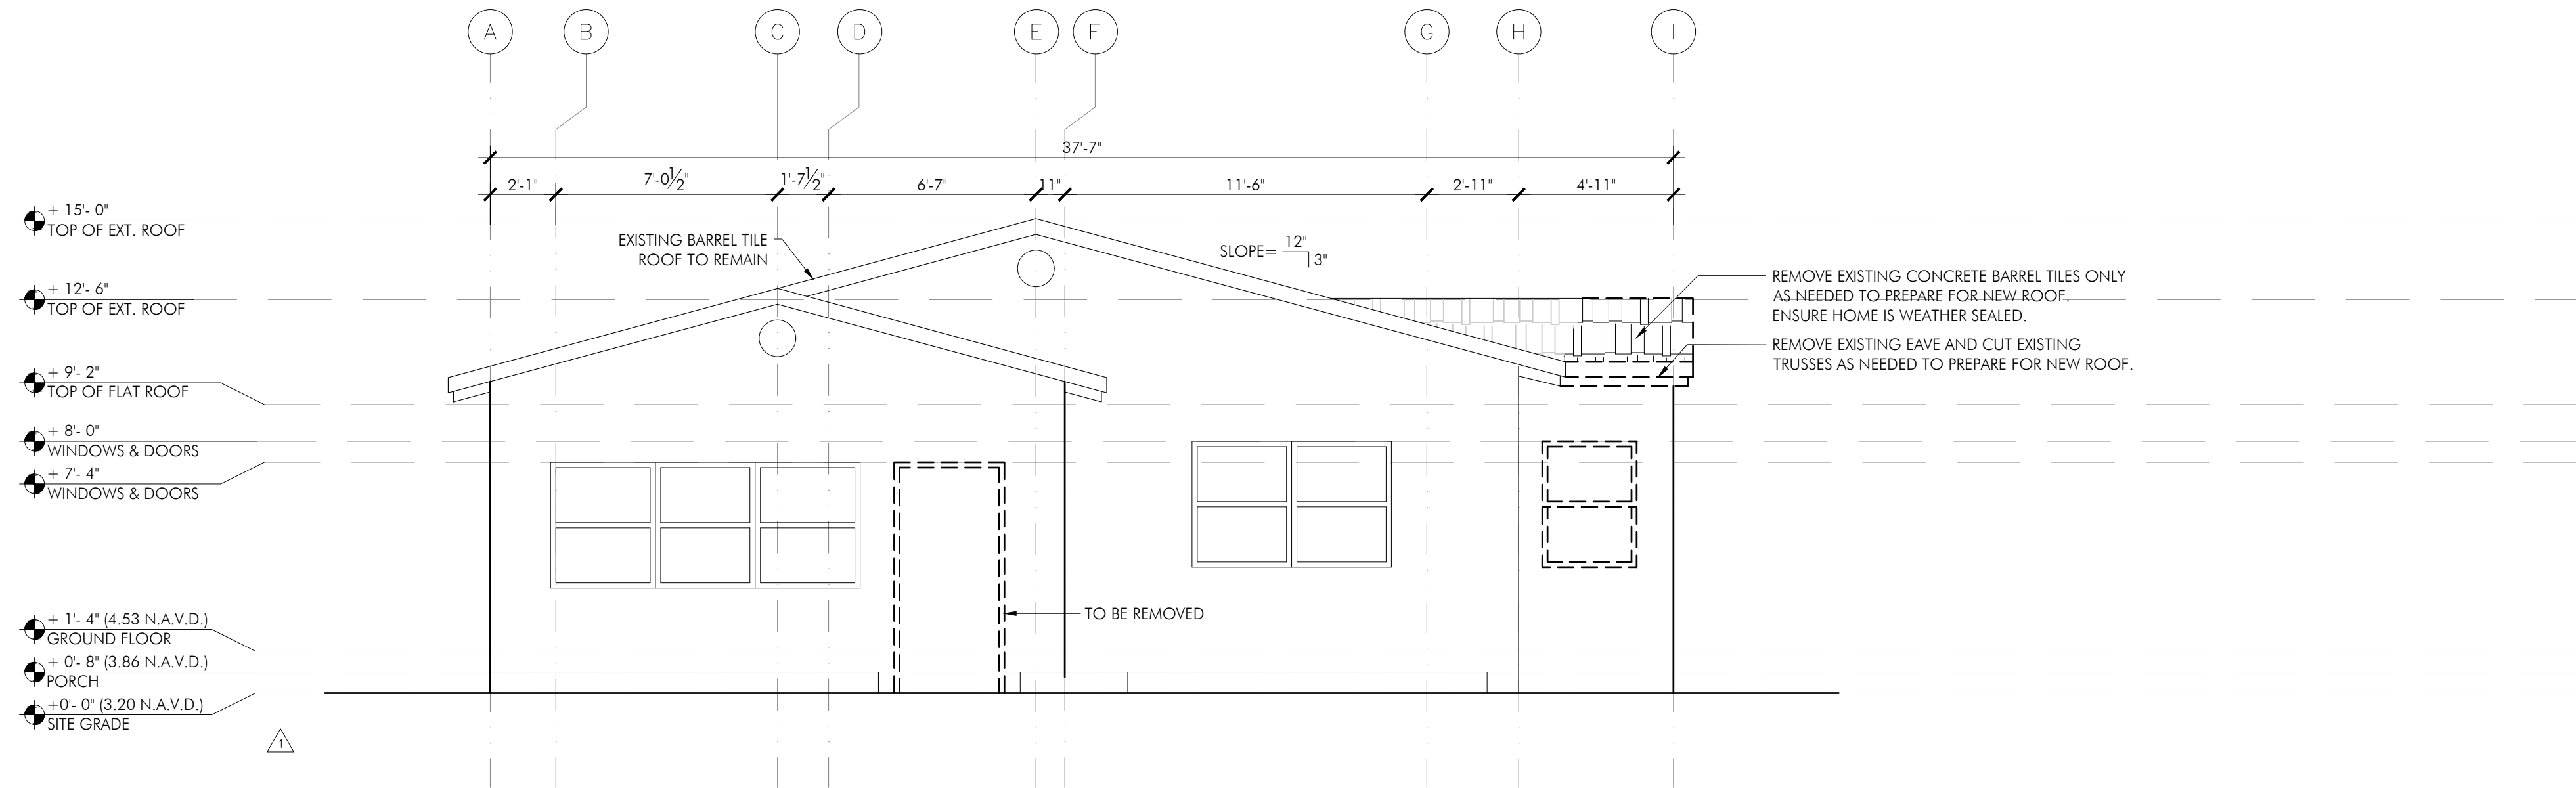 A B C D E F G H I
37'-7"
2'-1" 7'-0½" 1'-7½" 6'-7" 11" 11'-6" 2'-11" 4'-11"
+ 15'- 0"
TOP OF EXT. ROOF
EXISTING BARREL TILE
ROOF TO REMAIN
SLOPE= 12"
3"
+ 12'- 6"
TOP OF EXT. ROOF
REMOVE EXISTING CONCRETE BARREL TILES ONLY
AS NEEDED TO PREPARE FOR NEW ROOF.
ENSURE HOME IS WEATHER SEALED.
REMOVE EXISTING EAVE AND CUT EXISTING
TRUSSES AS NEEDED TO PREPARE FOR NEW ROOF.
+ 9'- 2"
TOP OF FLAT ROOF
+ 8'- 0"
WINDOWS & DOORS
+ 7'- 4"
WINDOWS & DOORS
TO BE REMOVED
+ 1'- 4" (4.53 N.A.V.D.)
GROUND FLOOR
+ 0'- 8" (3.86 N.A.V.D.)
PORCH
+0'- 0" (3.20 N.A.V.D.)
SITE GRADE
1